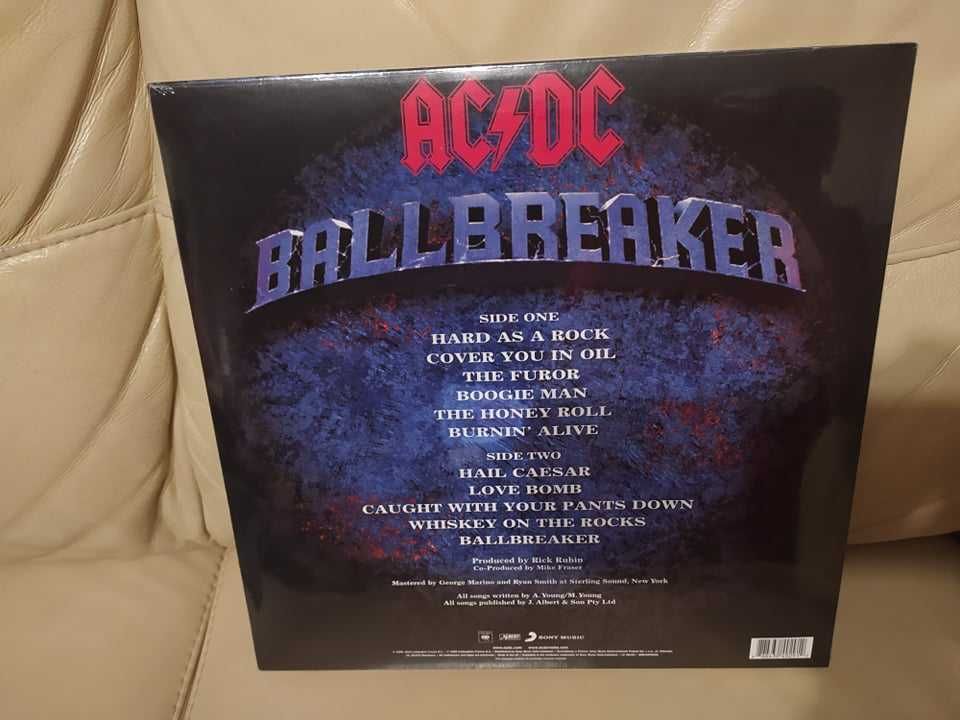 AC DC
BALLBREAKER
SIDE ONE
HARD AS A ROCK
COVER YOU IN OIL
THE FUROR
BOOGIE MAN
THE HONEY ROLL
BURNIN' ALIVE
SIDE TWO
HAIL CAESAR
LOVE BOMB
CAUGHT WITH YOUR PANTS DOWN
WHISKEY ON THE ROCKS
BALLBREAKER
Produced by Rick Rubin
Co-Produced by Mike Fraser
Mastered by George Marino and Ryan Smith at Sterling Sound, New York
All songs written by A. Young/M. Young
All songs published by J. Albert & Son Pty Ltd
ALBERT SONY MUSIC